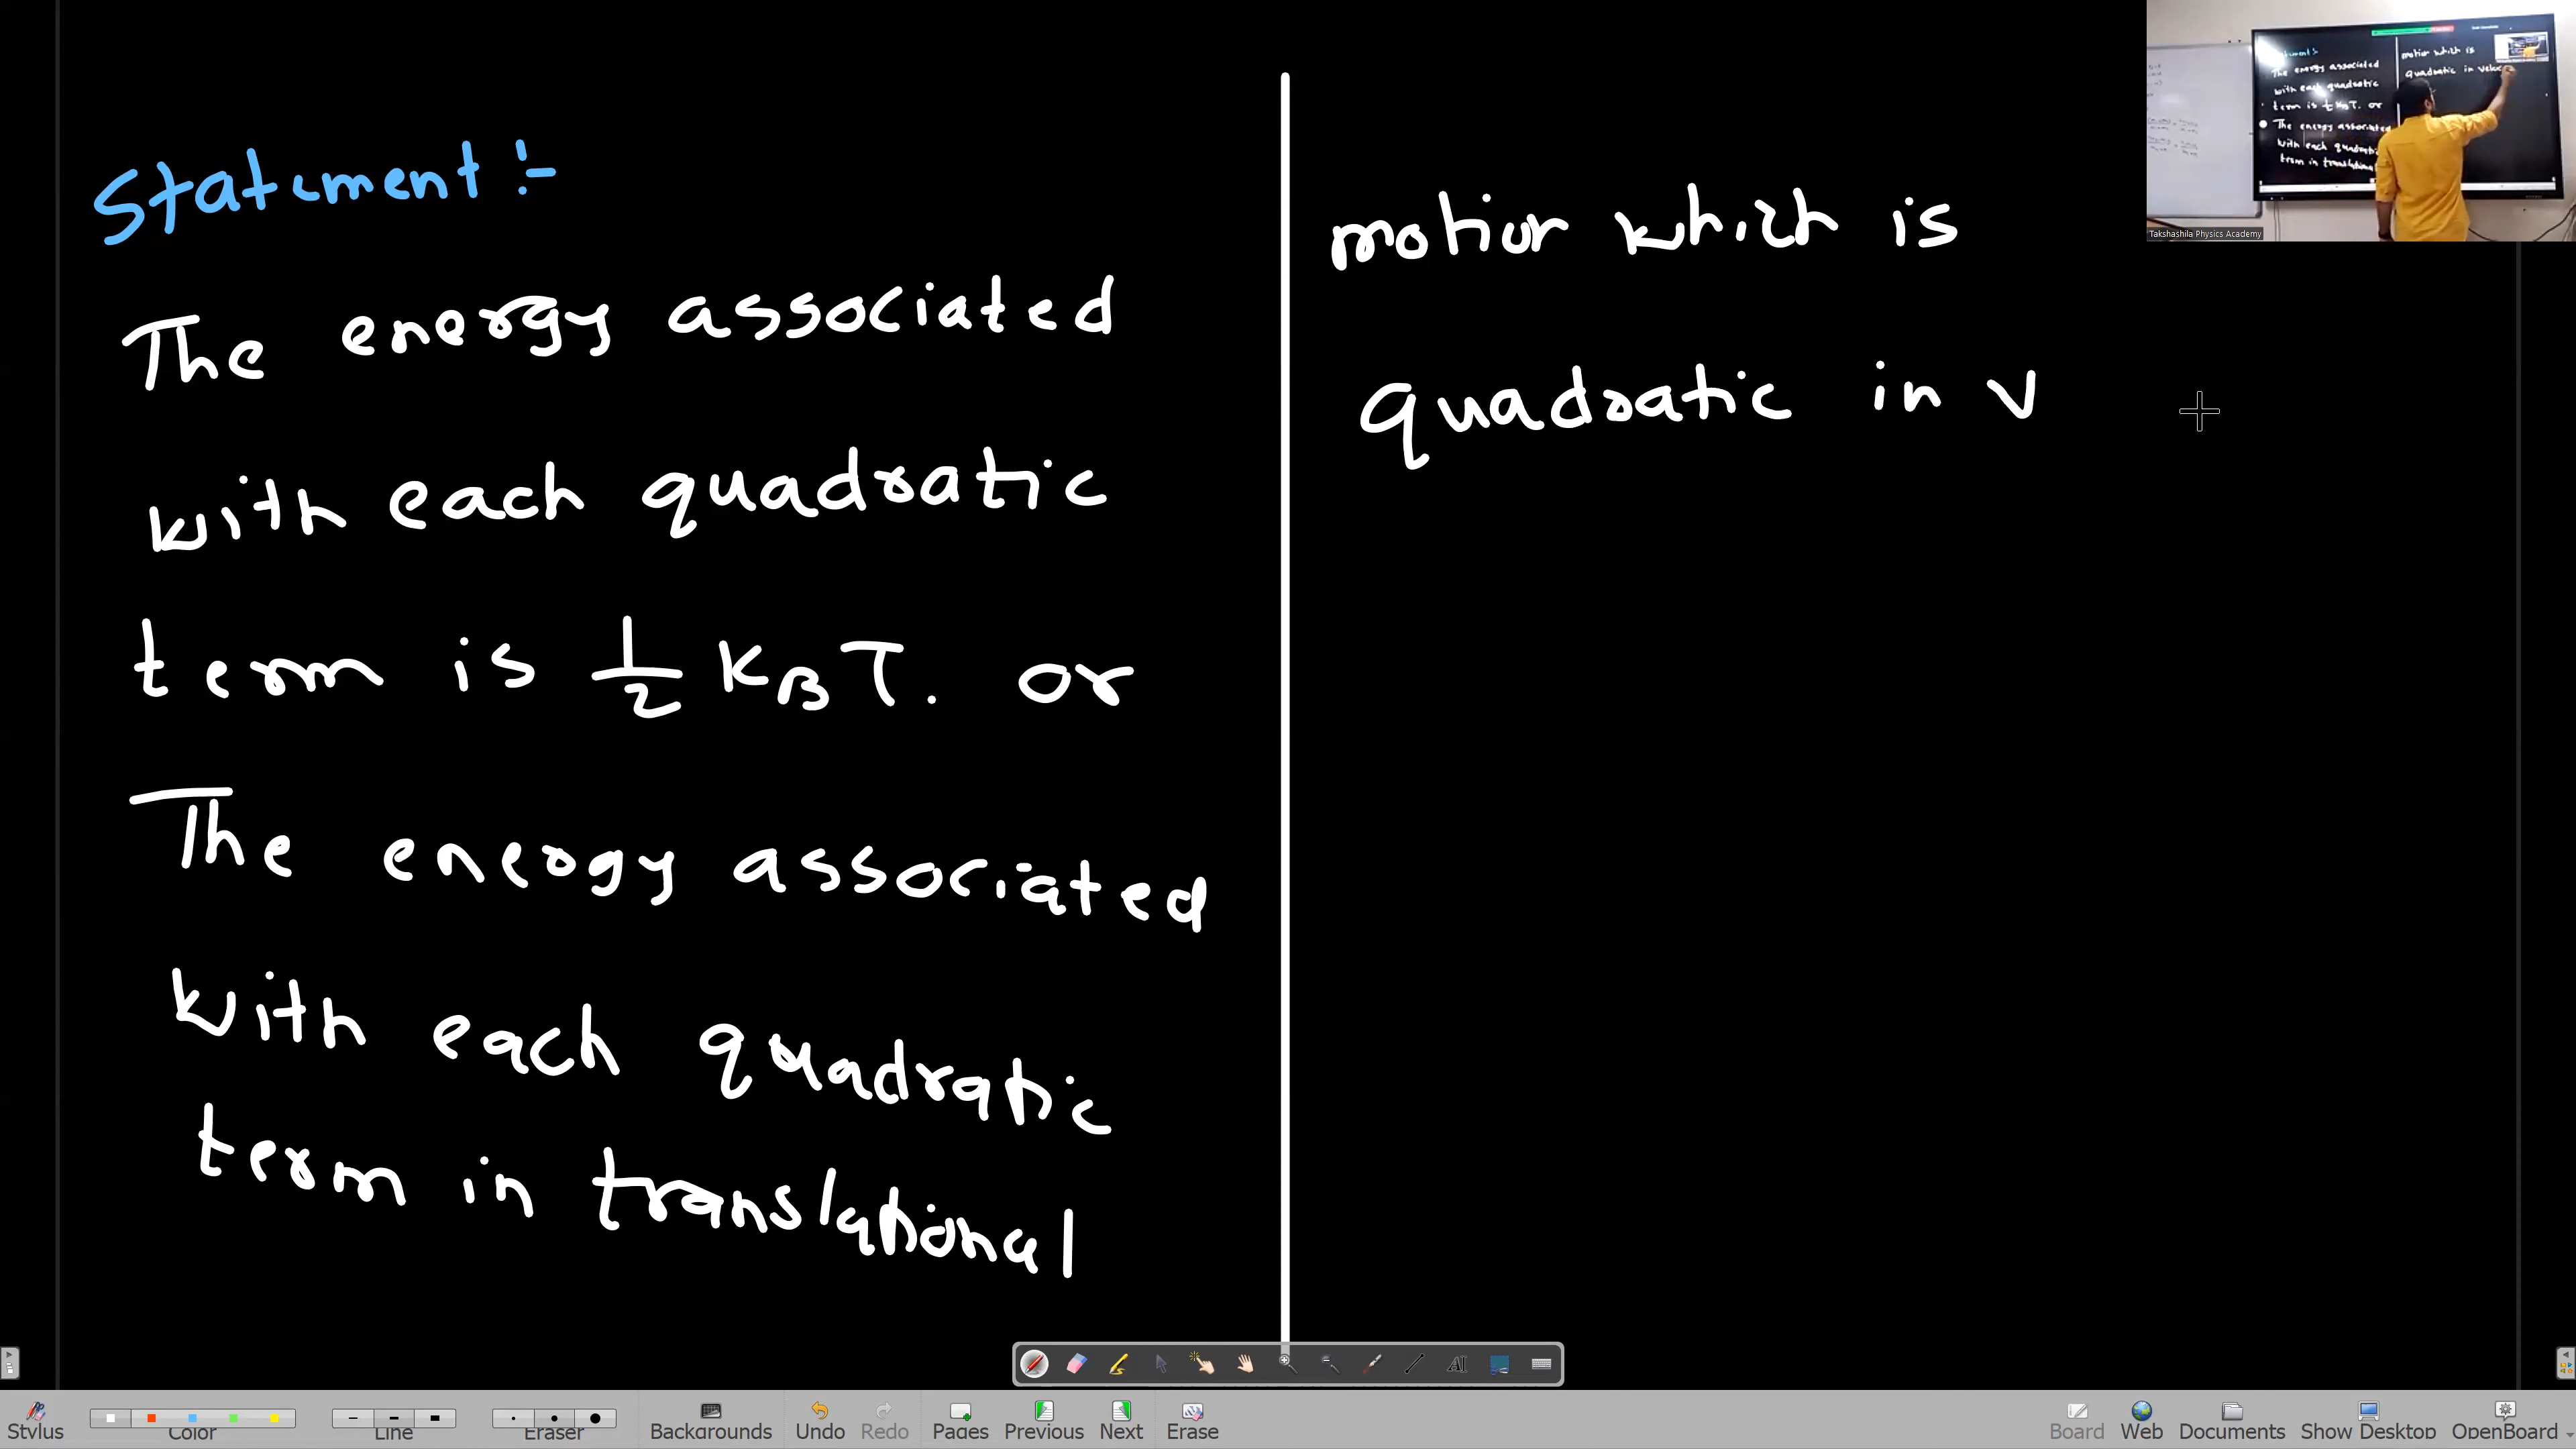 Statement :-
The energy associated
with each quadratic
term is 1/2 KBT. or
The energy associated
with each quadratic
term in translational
motion which is
quadratic in v
Takshashila Physics Academy
Stylus
Color
Line
Eraser
Backgrounds
Undo
Redo
Pages
Previous
Next
Erase
Board
Web
Documents
Show Desktop
OpenBoard